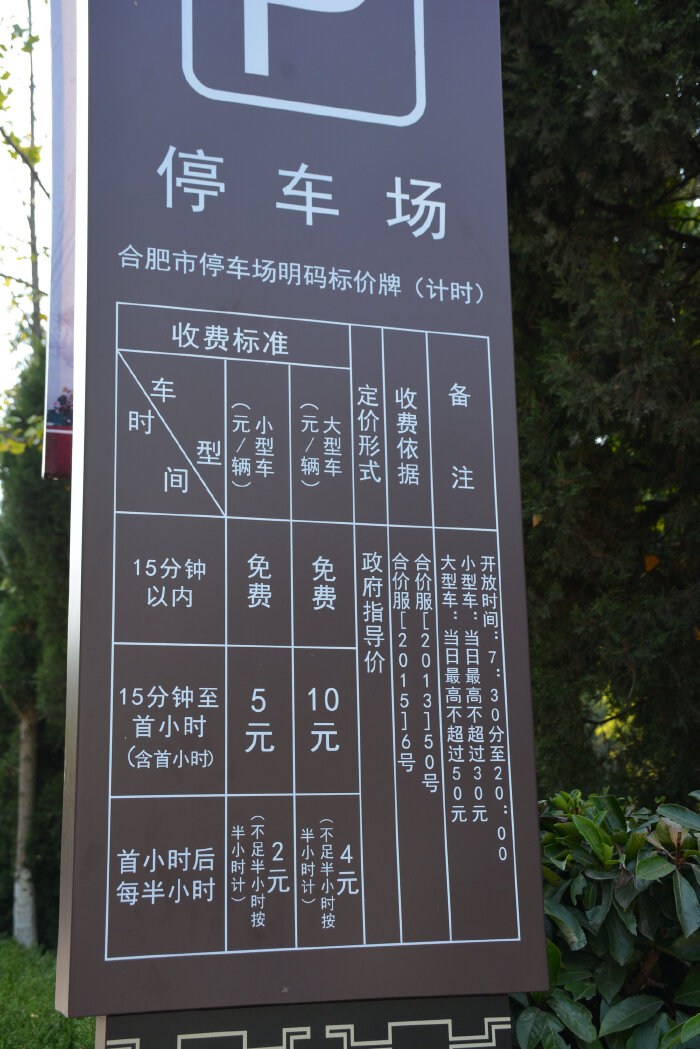 P
停车场
合肥市停车场明码标价牌（计时）
收费标准
车型
时间
小型车
（元/辆）
大型车
（元/辆）
定价形式
收费依据
备注
15分钟
以内
免费
免费
15分钟至
首小时
（含首小时）
5元
10元
首小时后
每半小时
2元
（不足半小时按
半小时计）
4元
（不足半小时按
半小时计）
政府指导价
合价服[2013]50号
合价服[2015]6号
开放时间：7：30分至20：00
小型车：当日最高不超过30元
大型车：当日最高不超过50元